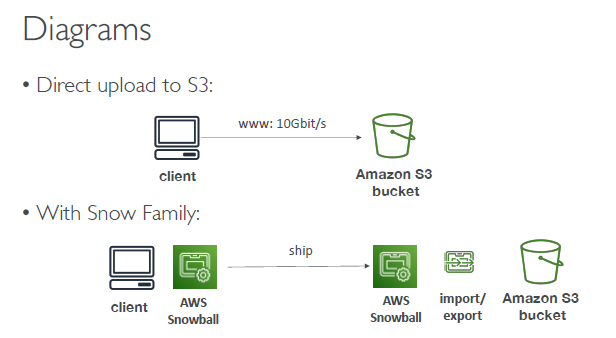 Diagrams
• Direct upload to S3:
www: 10Gbit/s
client
Amazon S3
bucket
• With Snow Family:
ship
client
AWS
Snowball
AWS
Snowball
import/
export
Amazon S3
bucket